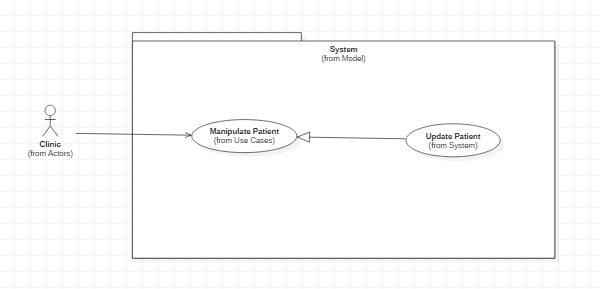 System
(from Model)
Clinic
(from Actors)
Manipulate Patient
(from Use Cases)
Update Patient
(from System)